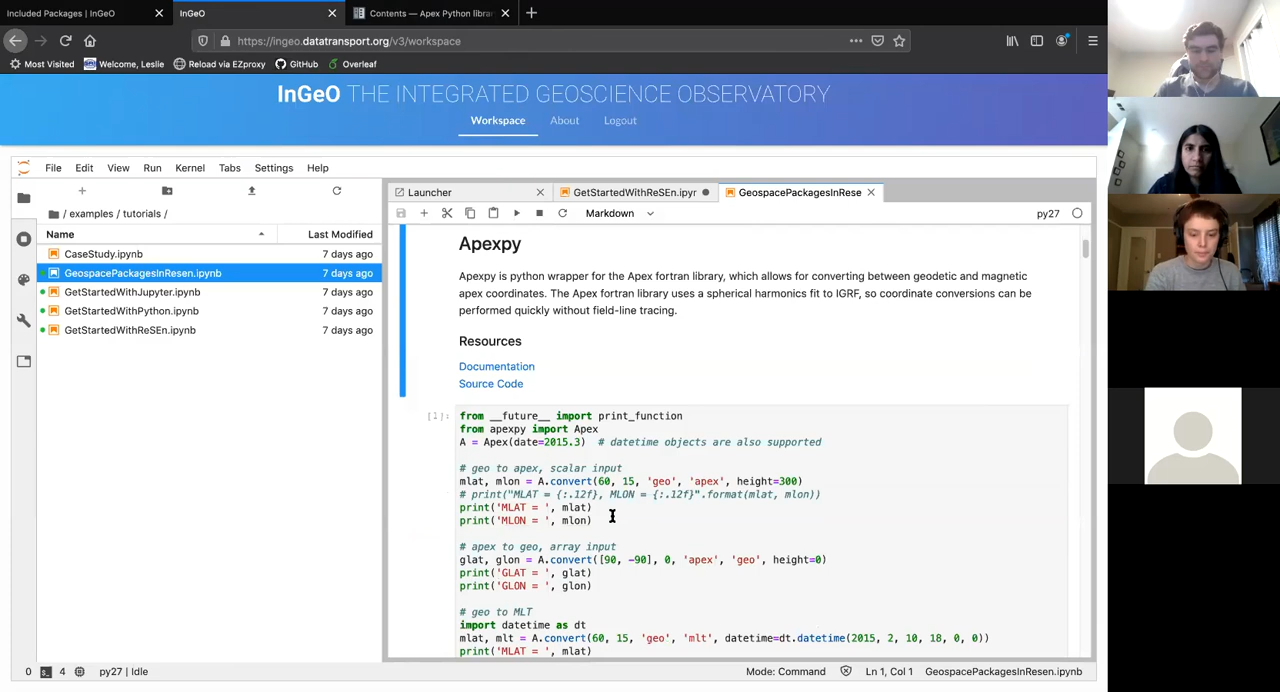 Included Packages | InGeO
InGeO
Contents — Apex Python librar
https://ingeo.datatransport.org/v3/workspace
Most Visited
Welcome, Leslie
Reload via EZproxy
GitHub
Overleaf
InGeO THE INTEGRATED GEOSCIENCE OBSERVATORY
Workspace
About
Logout
File Edit View Run Kernel Tabs Settings Help
Launcher
GetStartedWithReSEn.ipyr
GeospacePackagesInRese
/ examples / tutorials /
Markdown
py27
Name
Last Modified
CaseStudy.ipynb
7 days ago
GeospacePackagesInResen.ipynb
7 days ago
GetStartedWithJupyter.ipynb
7 days ago
GetStartedWithPython.ipynb
7 days ago
GetStartedWithReSEn.ipynb
7 days ago
Apexpy
Apexpy is python wrapper for the Apex fortran library, which allows for converting between geodetic and magnetic
apex coordinates. The Apex fortran library uses a spherical harmonics fit to IGRF, so coordinate conversions can be
performed quickly without field-line tracing.
Resources
Documentation
Source Code
[1]:
from __future__ import print_function
from apexpy import Apex
A = Apex(date=2015.3)  # datetime objects are also supported
# geo to apex, scalar input
mlat, mlon = A.convert(60, 15, 'geo', 'apex', height=300)
# print("MLAT = {:.12f}, MLON = {:.12f}".format(mlat, mlon))
print('MLAT = ', mlat)
print('MLON = ', mlon)
# apex to geo, array input
glat, glon = A.convert([90, -90], 0, 'apex', 'geo', height=0)
print('GLAT = ', glat)
print('GLON = ', glon)
# geo to MLT
import datetime as dt
mlat, mlt = A.convert(60, 15, 'geo', 'mlt', datetime=dt.datetime(2015, 2, 10, 18, 0, 0))
print('MLAT = ', mlat)
0
4
py27 | Idle
Mode: Command
Ln 1, Col 1
GeospacePackagesInResen.ipynb